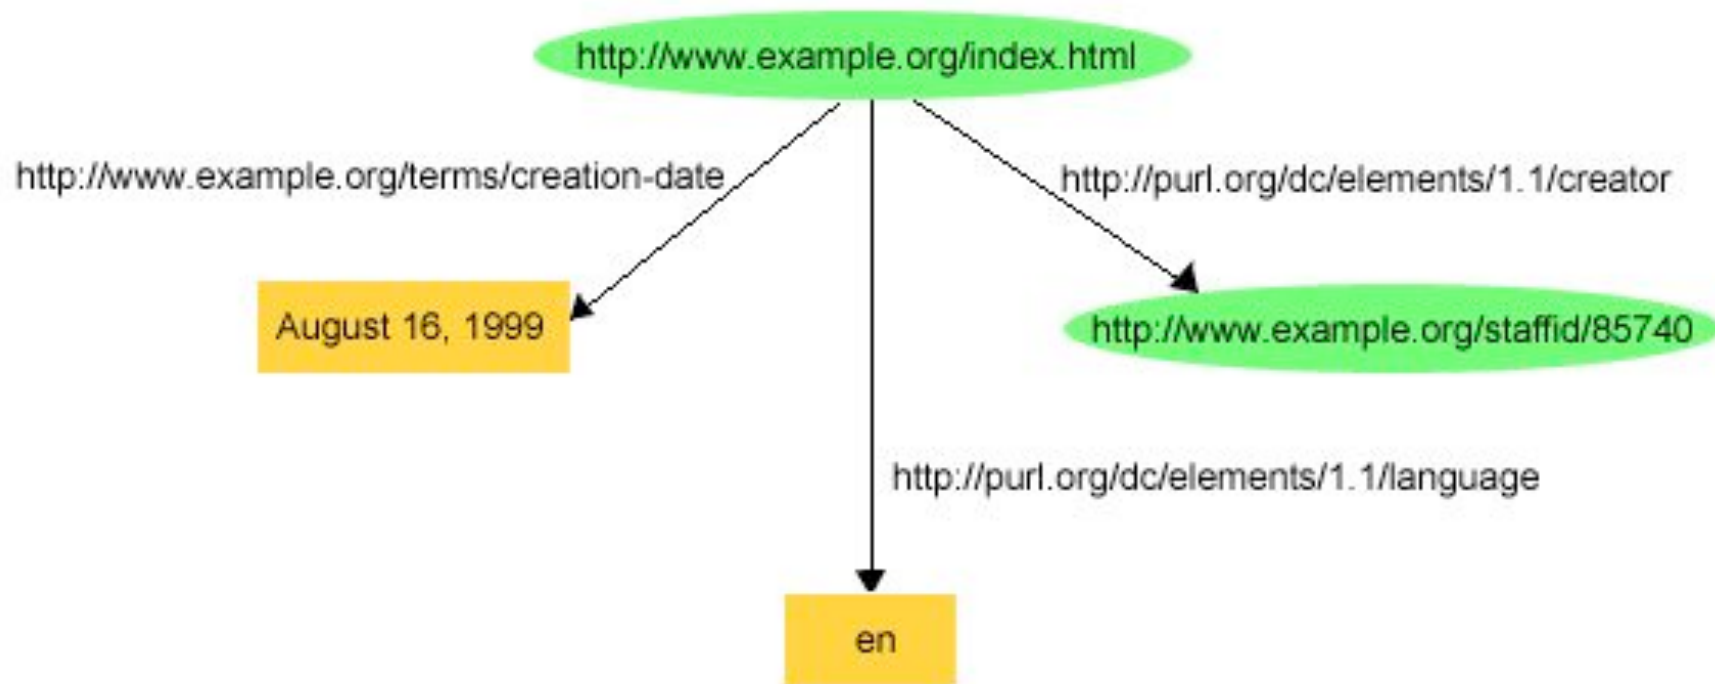 http://www.example.org/index.html
http://www.example.org/terms/creation-date
http://purl.org/dc/elements/1.1/creator
August 16, 1999
http://www.example.org/staffid/85740
http://purl.org/dc/elements/1.1/language
en